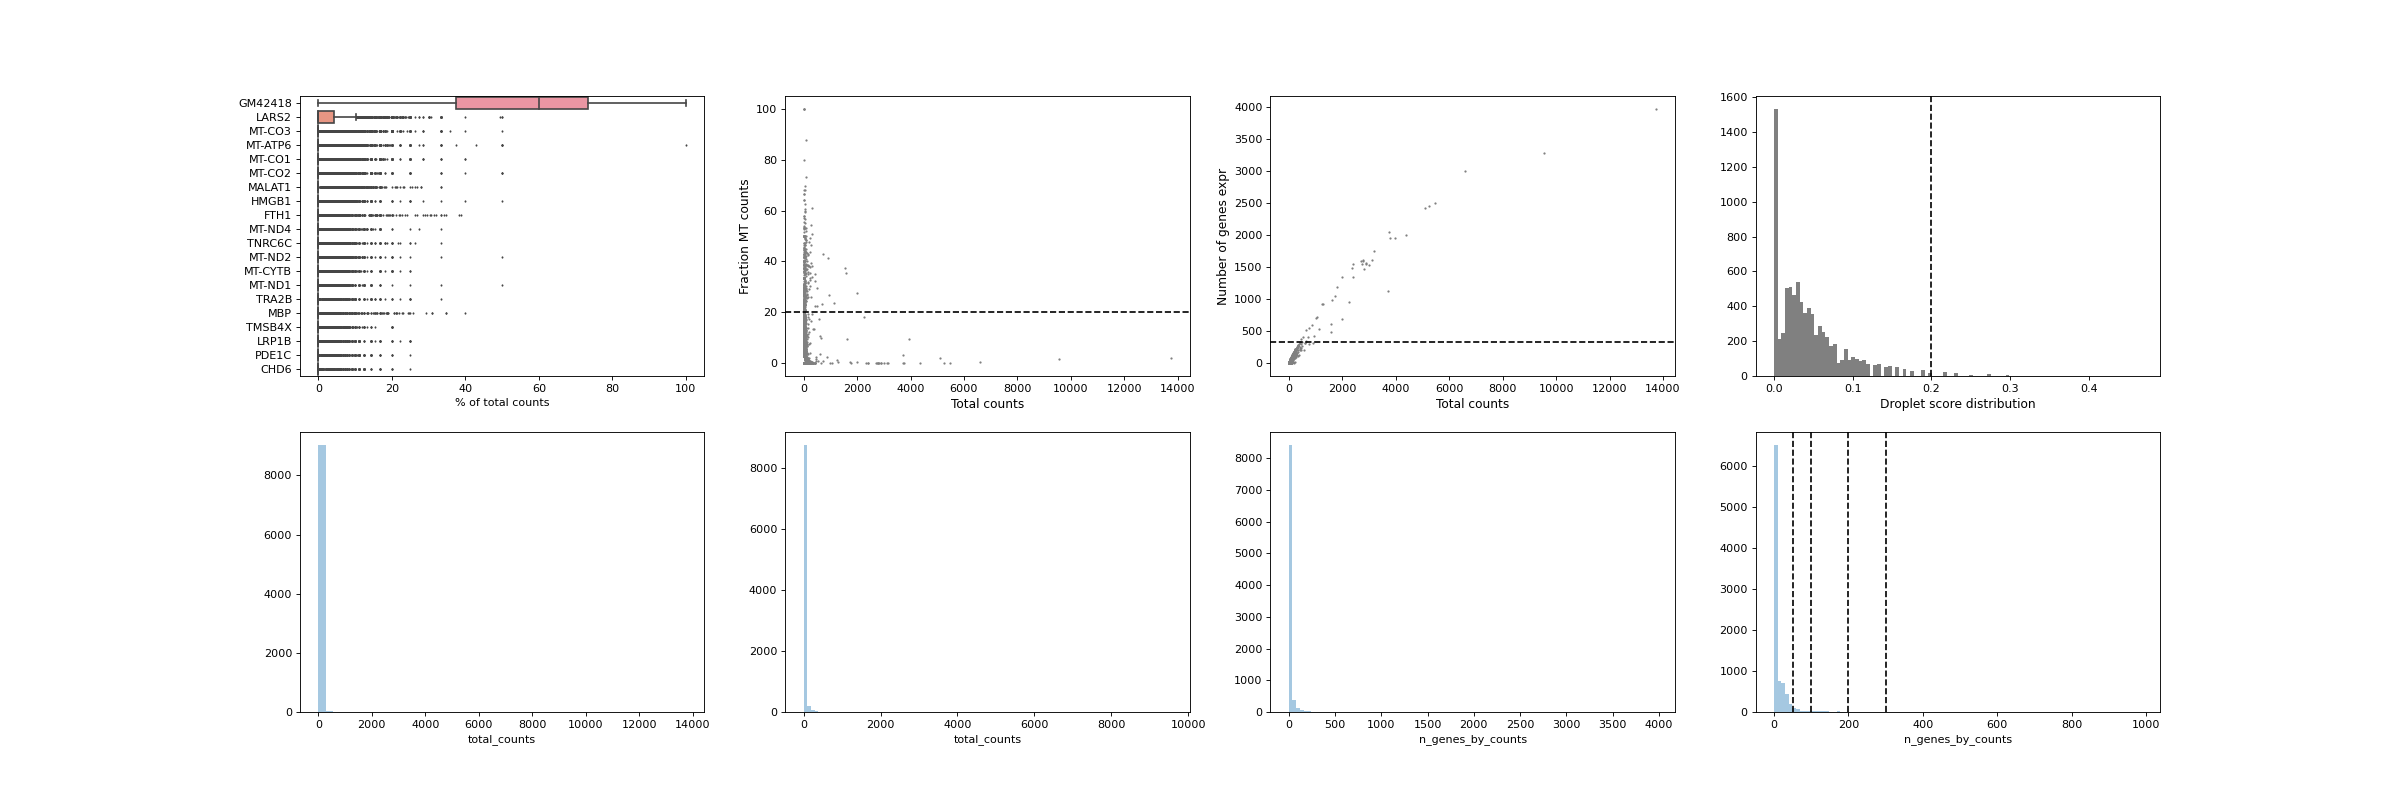 GM42418
LARS2
MT-CO3
MT-ATP6
MT-CO1
MT-CO2
MALAT1
HMGB1
FTH1
MT-ND4
TNRC6C
MT-ND2
MT-CYTB
MT-ND1
TRA2B
MBP
TMSB4X
LRP1B
PDE1C
CHD6
0 20 40 60 80 100
% of total counts
Fraction MT counts
100
80
60
40
20
0
0 2000 4000 6000 8000 10000 12000 14000
Total counts
Number of genes expr
4000
3500
3000
2500
2000
1500
1000
500
0
0 2000 4000 6000 8000 10000 12000 14000
Total counts
1600
1400
1200
1000
800
600
400
200
0
0.0 0.1 0.2 0.3 0.4
Droplet score distribution
8000
6000
4000
2000
0
0 2000 4000 6000 8000 10000 12000 14000
total_counts
8000
6000
4000
2000
0
0 2000 4000 6000 8000 10000
total_counts
8000
7000
6000
5000
4000
3000
2000
1000
0
0 500 1000 1500 2000 2500 3000 3500 4000
n_genes_by_counts
6000
5000
4000
3000
2000
1000
0
0 200 400 600 800 1000
n_genes_by_counts